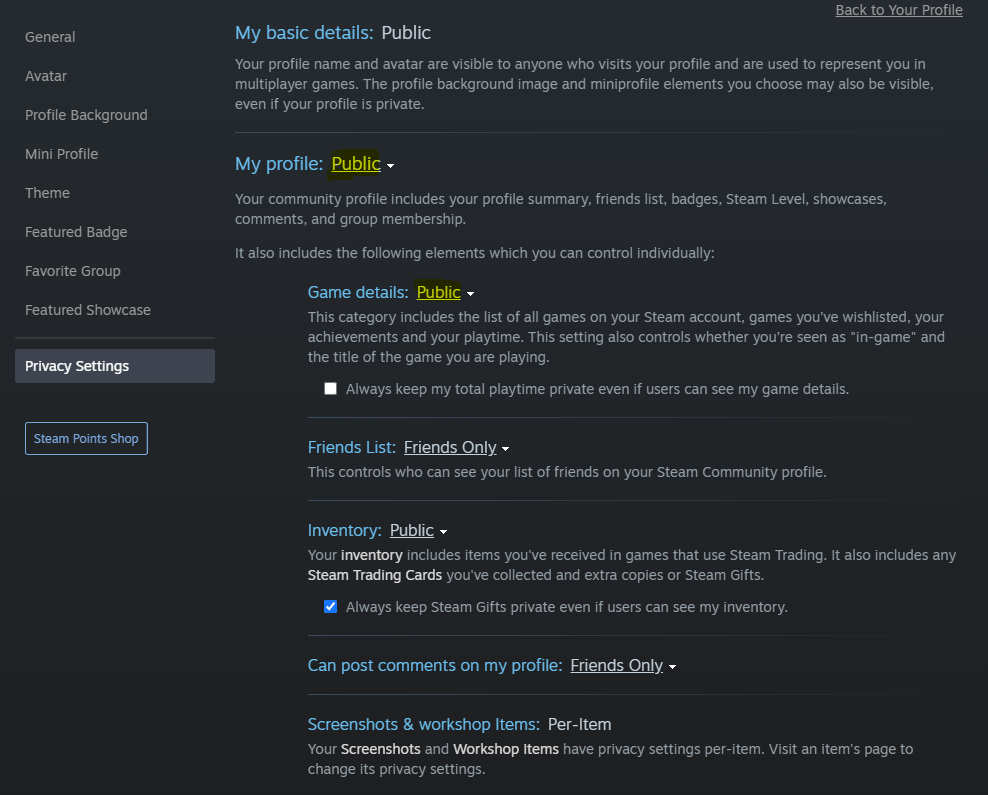 Back to Your Profile
General
Avatar
Profile Background
Mini Profile
Theme
Featured Badge
Favorite Group
Featured Showcase
Privacy Settings
Steam Points Shop
My basic details: Public
Your profile name and avatar are visible to anyone who visits your profile and are used to represent you in
multiplayer games. The profile background image and miniprofile elements you choose may also be visible,
even if your profile is private.
My profile: Public
Your community profile includes your profile summary, friends list, badges, Steam Level, showcases,
comments, and group membership.
It also includes the following elements which you can control individually:
Game details: Public
This category includes the list of all games on your Steam account, games you've wishlisted, your
achievements and your playtime. This setting also controls whether you're seen as "in-game" and
the title of the game you are playing.
Always keep my total playtime private even if users can see my game details.
Friends List: Friends Only
This controls who can see your list of friends on your Steam Community profile.
Inventory: Public
Your inventory includes items you've received in games that use Steam Trading. It also includes any
Steam Trading Cards you've collected and extra copies or Steam Gifts.
Always keep Steam Gifts private even if users can see my inventory.
Can post comments on my profile: Friends Only
Screenshots & workshop Items: Per-Item
Your Screenshots and Workshop Items have privacy settings per-item. Visit an item's page to
change its privacy settings.